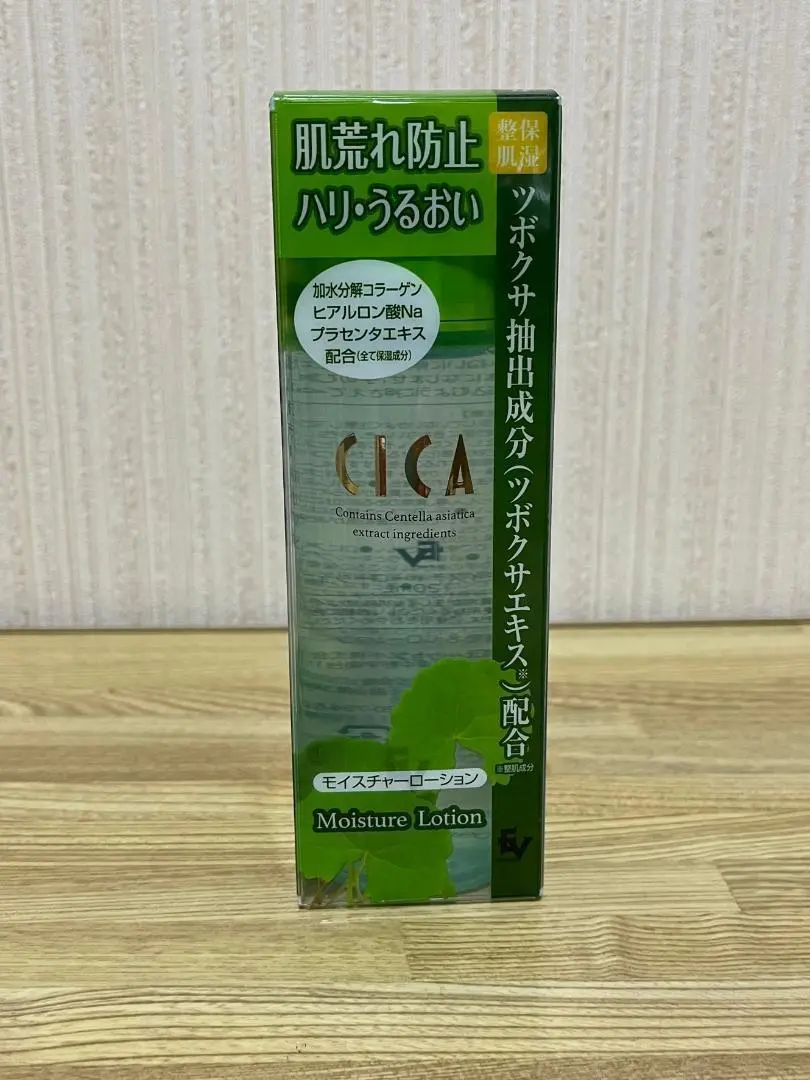 肌荒れ防止
ハリ・うるおい
加水分解コラーゲン
ヒアルロン酸Na
プラセンタエキス
配合(全て保湿成分)
CICA
Contains Centella asiatica
extract ingredients
モイスチャーローション
Moisture Lotion
保湿
整肌
ツボクサ抽出成分(ツボクサエキス※)配合
※整肌成分
EV